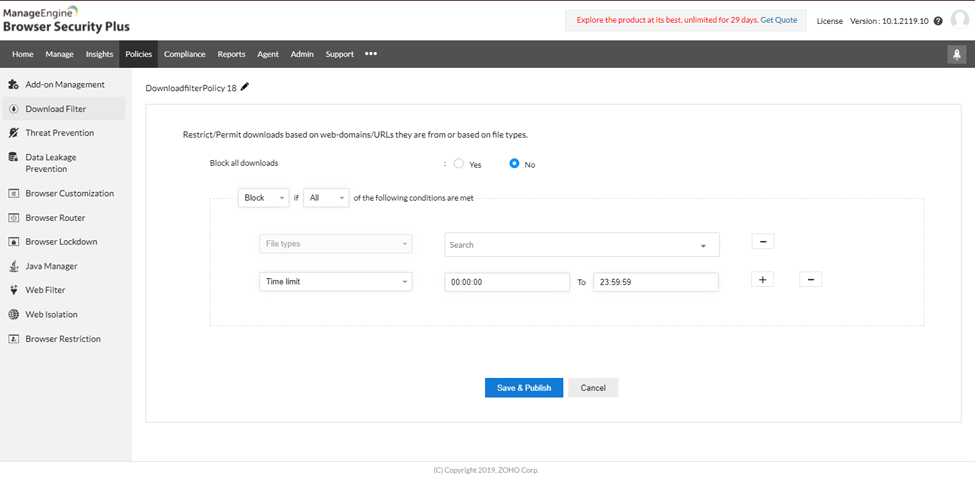 ManageEngine
Browser Security Plus
Explore the product at its best, unlimited for 29 days. Get Quote
License Version : 10.1.2119.10 ?
Home Manage Insights Policies Compliance Reports Agent Admin Support •••
Add-on Management
Download Filter
Threat Prevention
Data Leakage
Prevention
Browser Customization
Browser Router
Browser Lockdown
Java Manager
Web Filter
Web Isolation
Browser Restriction
DownloadfilterPolicy 18
Restrict/Permit downloads based on web-domains/URLs they are from or based on file types.
Block all downloads : Yes No
Block if All of the following conditions are met
File types Search −
Time limit 00:00:00 To 23:59:59 + −
Save & Publish Cancel
(C) Copyright 2019, ZOHO Corp.